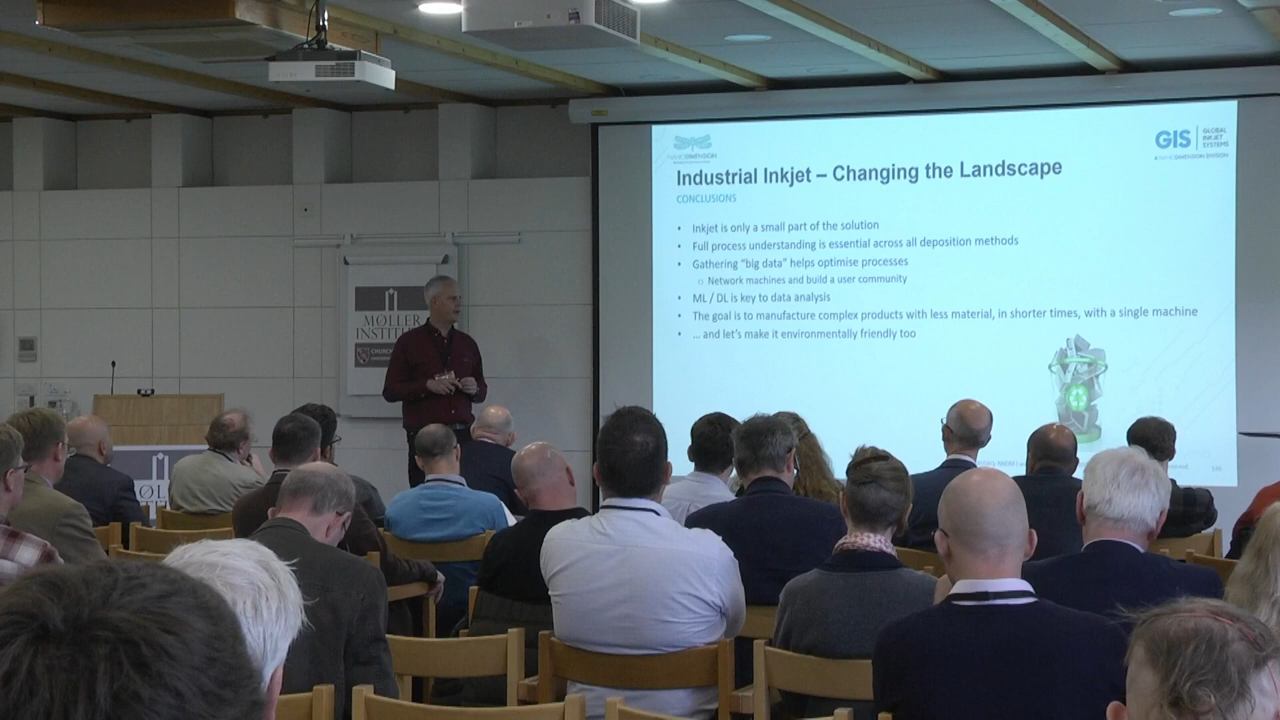 NANODIMENSION
GIS
GLOBAL
INKJET
SYSTEMS
A NANODIMENSION DIVISION
Industrial Inkjet – Changing the Landscape
CONCLUSIONS
• Inkjet is only a small part of the solution
• Full process understanding is essential across all deposition methods
• Gathering "big data" helps optimise processes
○ Network machines and build a user community
• ML / DL is key to data analysis
• The goal is to manufacture complex products with less material, in shorter times, with a single machine
• ... and let's make it environmentally friendly too
MØLLER